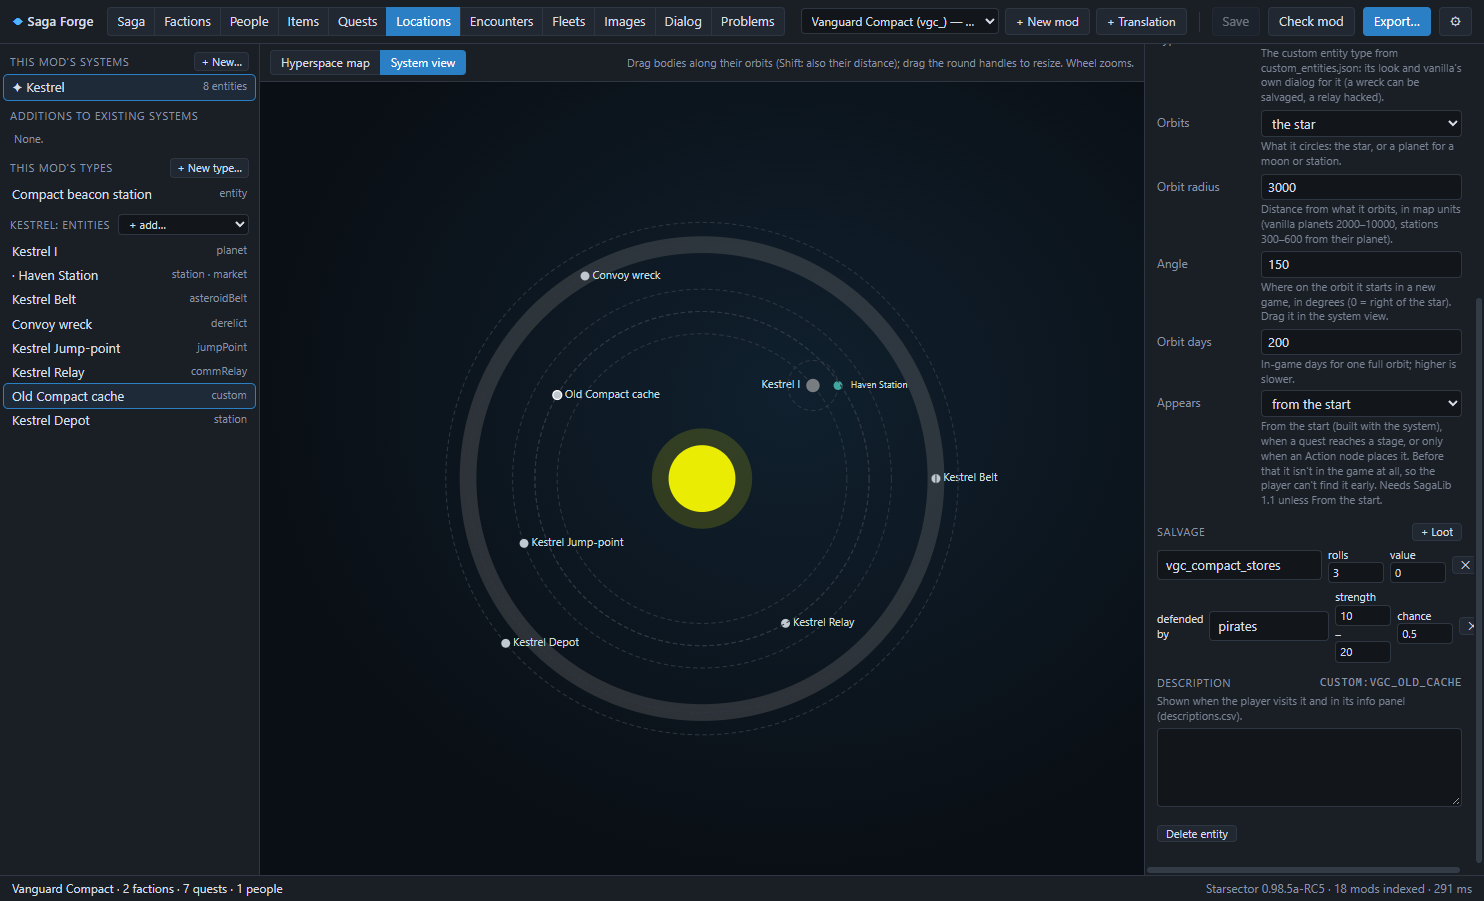 Saga Forge
Saga
Factions
People
Items
Quests
Locations
Encounters
Fleets
Images
Dialog
Problems
Vanguard Compact (vgc_) — ...
+ New mod
+ Translation
Save
Check mod
Export...
THIS MOD'S SYSTEMS
+ New...
Kestrel
8 entities
ADDITIONS TO EXISTING SYSTEMS
None.
THIS MOD'S TYPES
+ New type...
Compact beacon station
entity
KESTREL: ENTITIES
+ add...
Kestrel I
planet
· Haven Station
station · market
Kestrel Belt
asteroidBelt
Convoy wreck
derelict
Kestrel Jump-point
jumpPoint
Kestrel Relay
commRelay
Old Compact cache
custom
Kestrel Depot
station
Hyperspace map
System view
Drag bodies along their orbits (Shift: also their distance); drag the round handles to resize. Wheel zooms.
Convoy wreck
Kestrel I
Haven Station
Old Compact cache
Kestrel Belt
Kestrel Jump-point
Kestrel Relay
Kestrel Depot
The custom entity type from
custom_entities.json: its look and vanilla's
own dialog for it (a wreck can be
salvaged, a relay hacked).
Orbits
the star
What it circles: the star, or a planet for a
moon or station.
Orbit radius
3000
Distance from what it orbits, in map units
(vanilla planets 2000–10000, stations
300–600 from their planet).
Angle
150
Where on the orbit it starts in a new
game, in degrees (0 = right of the star).
Drag it in the system view.
Orbit days
200
In-game days for one full orbit; higher is
slower.
Appears
from the start
From the start (built with the system),
when a quest reaches a stage, or only
when an Action node places it. Before
that it isn't in the game at all, so the
player can't find it early. Needs SagaLib
1.1 unless From the start.
SALVAGE
+ Loot
rolls
value
vgc_compact_stores
3
0
strength
defended
by
pirates
10
–
20
chance
0.5
DESCRIPTION
CUSTOM:VGC_OLD_CACHE
Shown when the player visits it and in its info panel
(descriptions.csv).
Delete entity
Vanguard Compact · 2 factions · 7 quests · 1 people
Starsector 0.98.5a-RC5 · 18 mods indexed · 291 ms